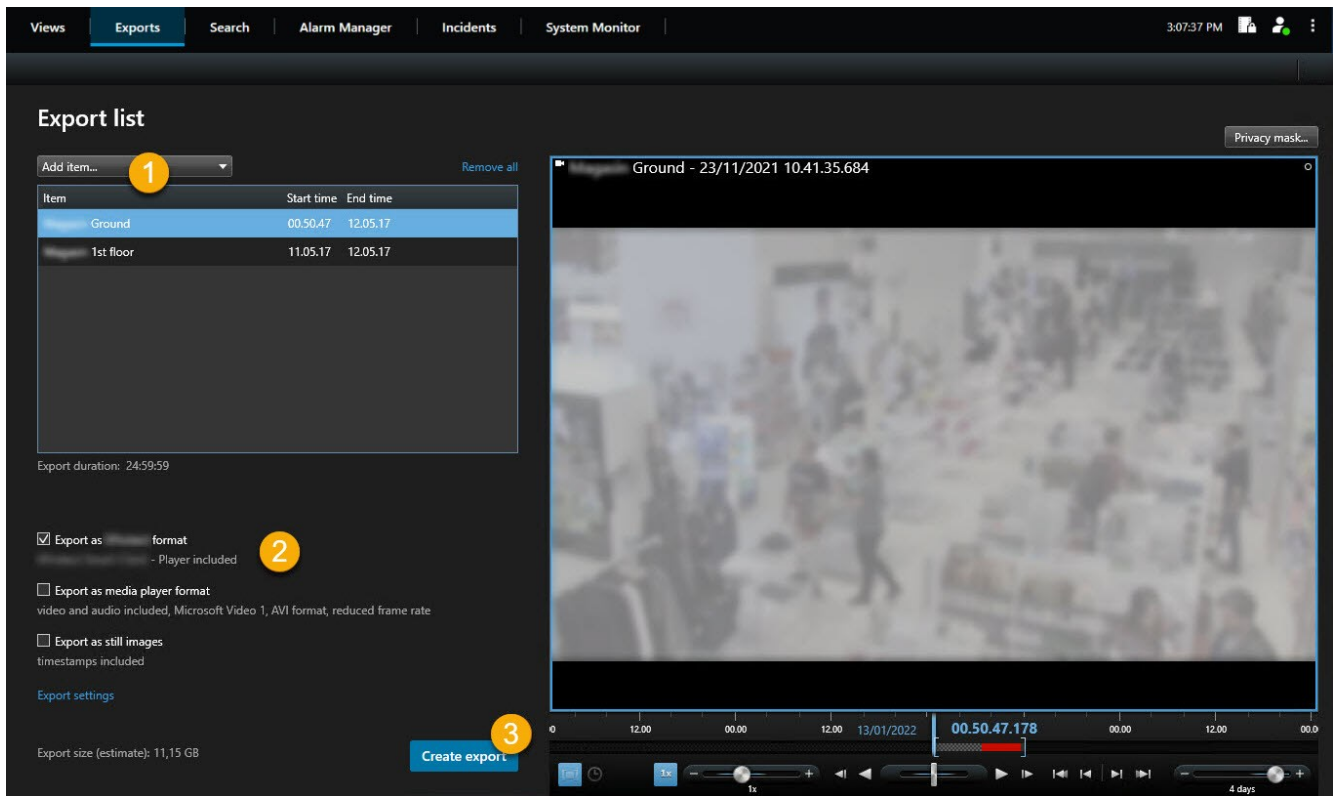 Views Exports Search Alarm Manager Incidents System Monitor 3:07:37 PM
Export list
Privacy mask...
Add item... 1 Remove all
Ground - 23/11/2021 10.41.35.684
Item Start time End time
Ground 00.50.47 12.05.17
1st floor 11.05.17 12.05.17
Export duration: 24:59:59
Export as format
- Player included
2
Export as media player format
video and audio included, Microsoft Video 1, AVI format, reduced frame rate
Export as still images
timestamps included
Export settings
Export size (estimate): 11,15 GB
Create export
3
0 12.00 00.00 12.00 13/01/2022 00.50.47.178 00.00 12.00 00.0
1x - + - +
1x 4 days